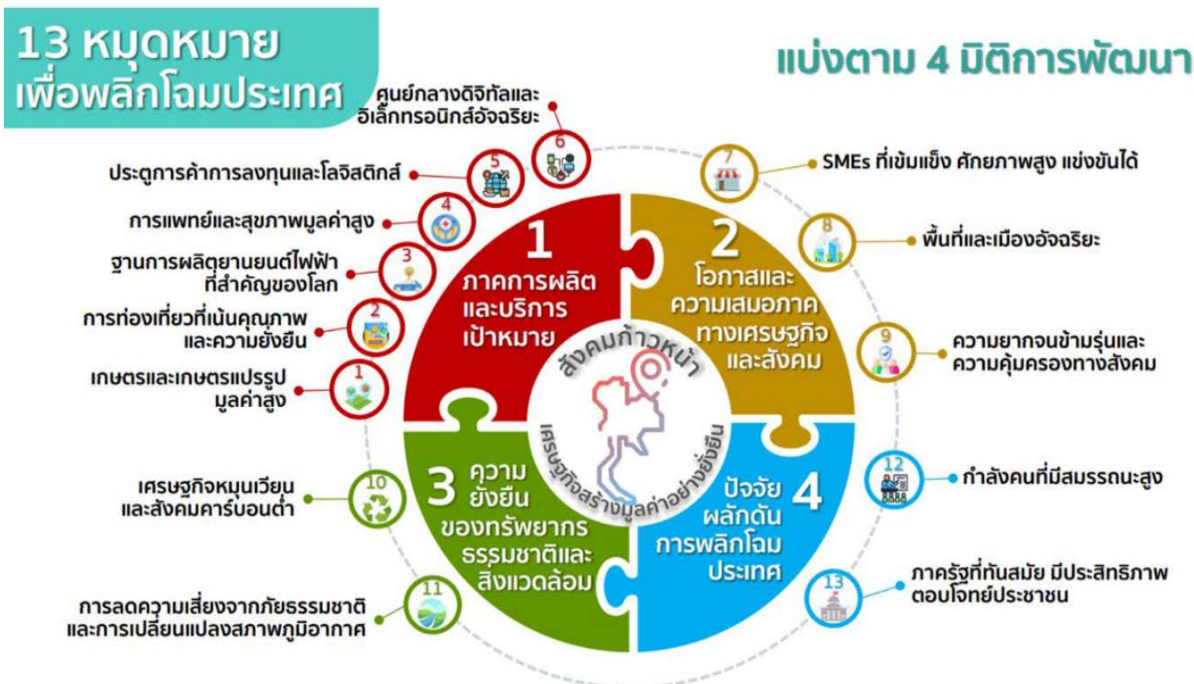 13 หมุดหมาย
เพื่อพลิกโฉมประเทศ
แบ่งตาม 4 มิติการพัฒนา
1
ภาคการผลิต
และบริการ
เป้าหมาย
6
ศูนย์กลางดิจิทัลและ
อิเล็กทรอนิกส์อัจฉริยะ
5
ประตูการค้าการลงทุนและโลจิสติกส์
4
การแพทย์และสุขภาพมูลค่าสูง
3
ฐานการผลิตยานยนต์ไฟฟ้า
ที่สำคัญของโลก
2
การท่องเที่ยวที่เน้นคุณภาพ
และความยั่งยืน
1
เกษตรและเกษตรแปรรูป
มูลค่าสูง
2
โอกาสและ
ความเสมอภาค
ทางเศรษฐกิจ
และสังคม
7
SMEs ที่เข้มแข็ง ศักยภาพสูง แข่งขันได้
8
พื้นที่และเมืองอัจฉริยะ
9
ความยากจนข้ามรุ่นและ
ความคุ้มครองทางสังคม
สังคมก้าวหน้า
เศรษฐกิจสร้างมูลค่าอย่างยั่งยืน
3
ความ
ยั่งยืน
ของทรัพยากร
ธรรมชาติและ
สิ่งแวดล้อม
10
เศรษฐกิจหมุนเวียน
และสังคมคาร์บอนต่ำ
11
การลดความเสี่ยงจากภัยธรรมชาติ
และการเปลี่ยนแปลงสภาพภูมิอากาศ
4
ปัจจัย
ผลักดัน
การพลิกโฉม
ประเทศ
12
กำลังคนที่มีสมรรถนะสูง
13
ภาครัฐที่ทันสมัย มีประสิทธิภาพ
ตอบโจทย์ประชาชน